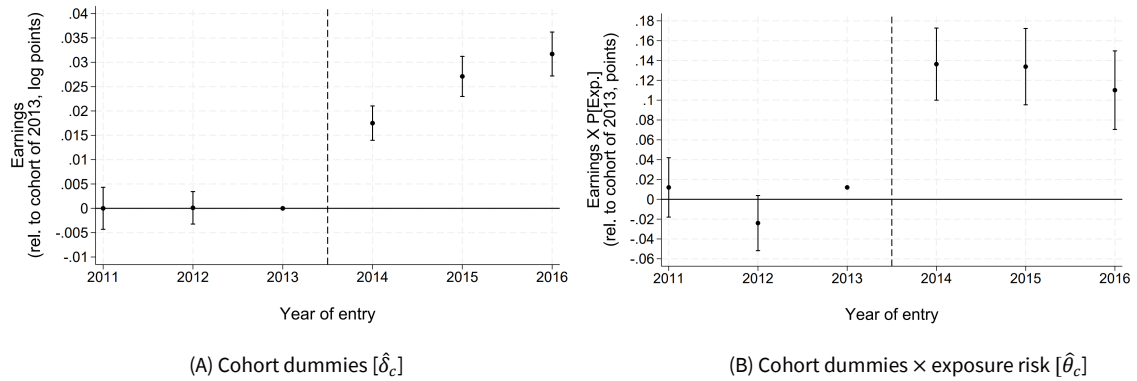 Earnings
(rel. to cohort of 2013, log points)
.04
.035
.03
.025
.02
.015
.01
.005
0
-.005
-.01
2011 2012 2013 2014 2015 2016
Year of entry
(A) Cohort dummies [δ̂c]
Earnings X P[Exp.]
(rel. to cohort of 2013, points)
.18
.16
.14
.12
.1
.08
.06
.04
.02
0
-.02
-.04
-.06
2011 2012 2013 2014 2015 2016
Year of entry
(B) Cohort dummies × exposure risk [θ̂c]